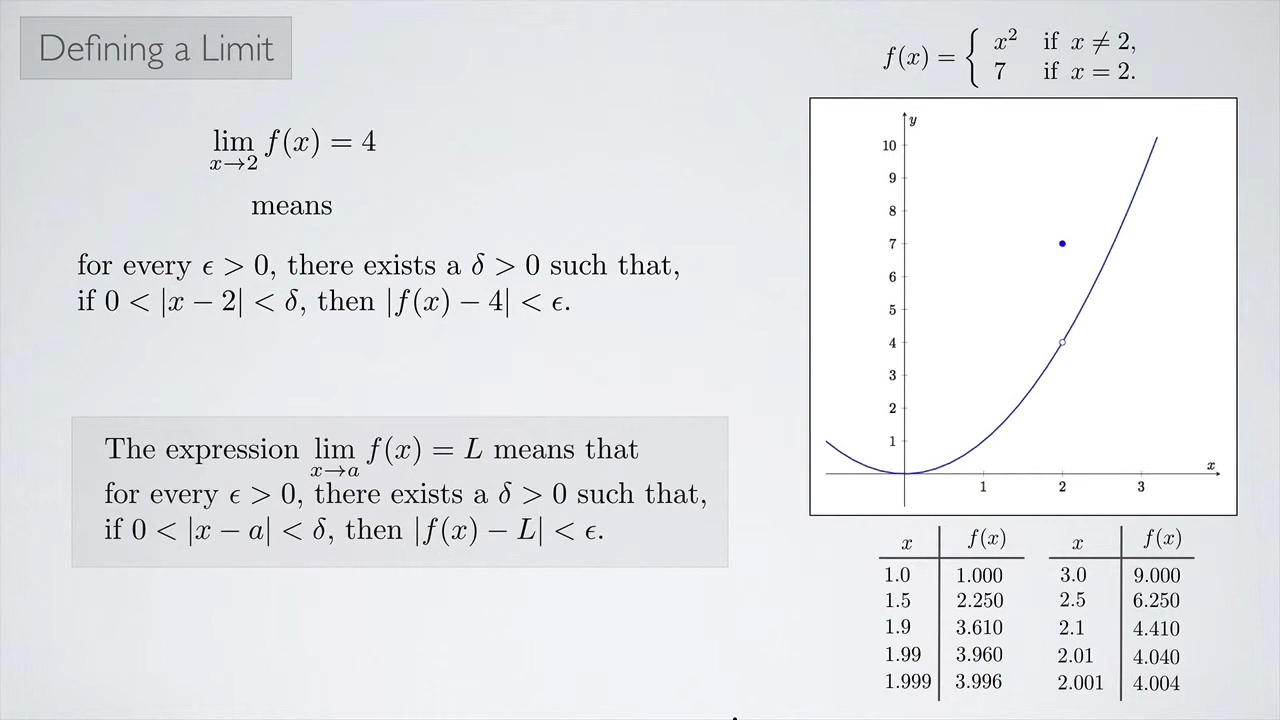 Defining a Limit
lim x→2 f(x) = 4
means
for every ϵ > 0, there exists a δ > 0 such that,
if 0 < |x − 2| < δ, then |f(x) − 4| < ϵ.
The expression lim x→a f(x) = L means that
for every ϵ > 0, there exists a δ > 0 such that,
if 0 < |x − a| < δ, then |f(x) − L| < ϵ.
f(x) = { x² if x ≠ 2,
7 if x = 2.
y
10
9
8
7
6
5
4
3
2
1
x
1 2 3
x f(x) x f(x)
1.0 1.000 3.0 9.000
1.5 2.250 2.5 6.250
1.9 3.610 2.1 4.410
1.99 3.960 2.01 4.040
1.999 3.996 2.001 4.004